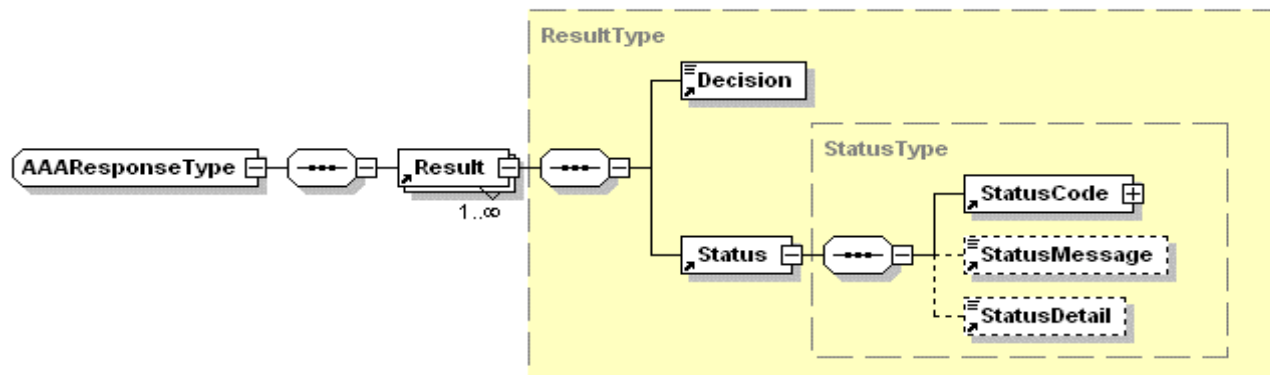 ResultType
Decision
StatusType
AAAResponseType
Result
1..∞
StatusCode
Status
StatusMessage
StatusDetail